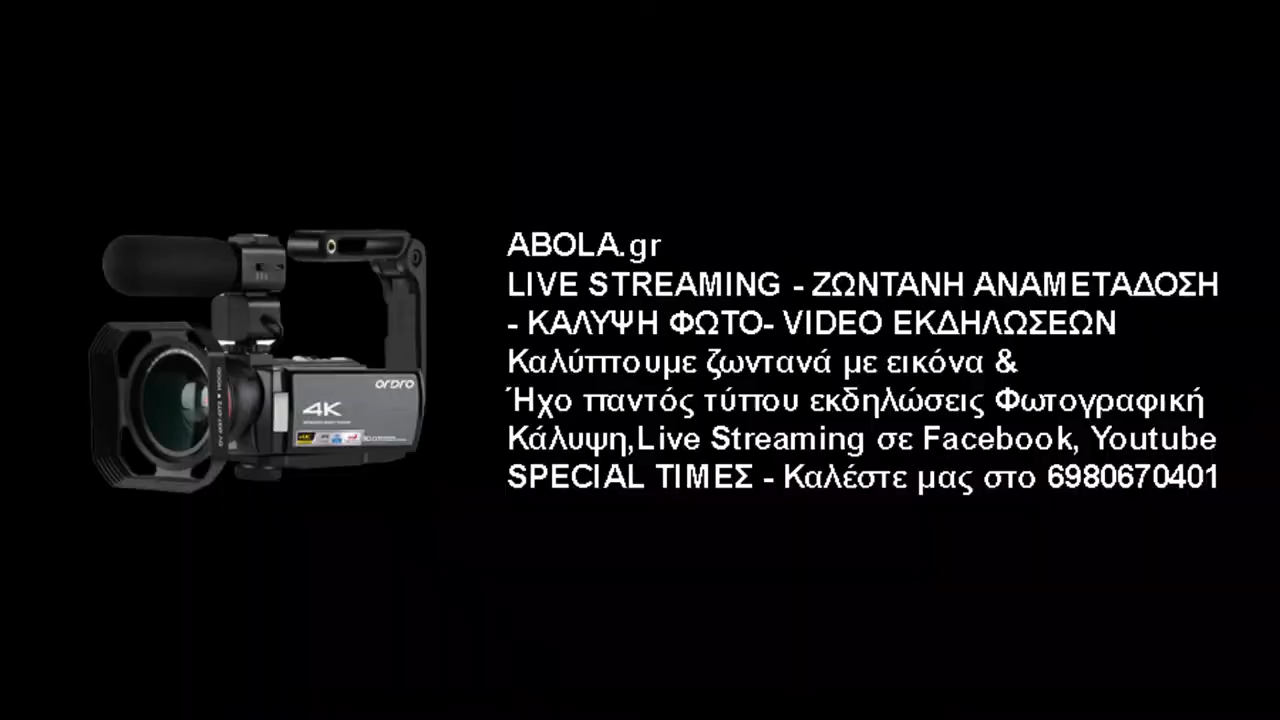 ABOLA.gr
LIVE STREAMING - ΖΩΝΤΑΝΗ ΑΝΑΜΕΤΑΔΟΣΗ
- ΚΑΛΥΨΗ ΦΩΤΟ- VIDEO ΕΚΔΗΛΩΣΕΩΝ
Καλύπτουμε ζωντανά με εικόνα &
Ήχο παντός τύπου εκδηλώσεις Φωτογραφική
Κάλυψη,Live Streaming σε Facebook, Youtube
SPECIAL TIMEΣ - Καλέστε μας στο 6980670401
ORDRO
4K